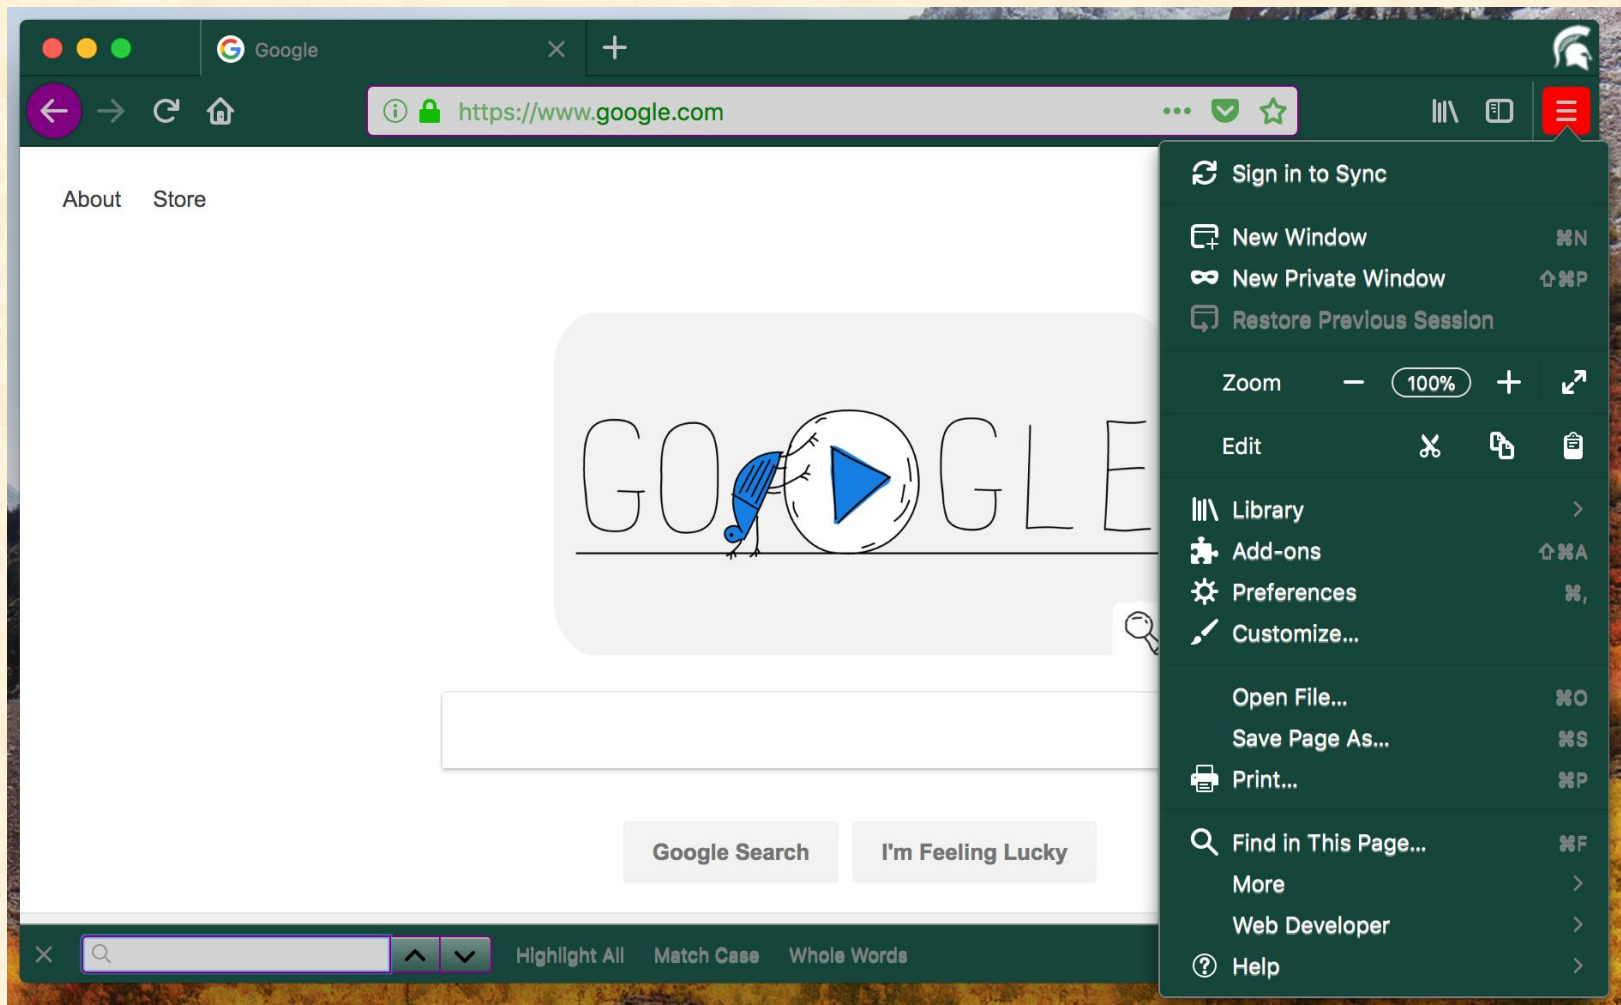 Google
https://www.google.com
About Store
Sign in to Sync
New Window ⌘N
New Private Window ⇧⌘P
Restore Previous Session
Zoom − 100% +
Edit
Library
Add-ons ⇧⌘A
Preferences ⌘,
Customize...
GOOGLE
Open File... ⌘O
Save Page As... ⌘S
Print... ⌘P
Google Search I'm Feeling Lucky
Find in This Page... ⌘F
More
Web Developer
Help
Highlight All Match Case Whole Words